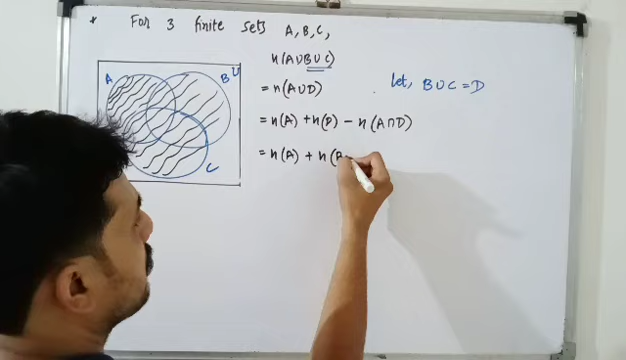 * For 3 finite sets A, B, C,
n(A∪B∪C)
= n(A∪D) . let, B∪C = D
= n(A) + n(D) − n(A∩D)
= n(A) + n(B
A
B
U
C